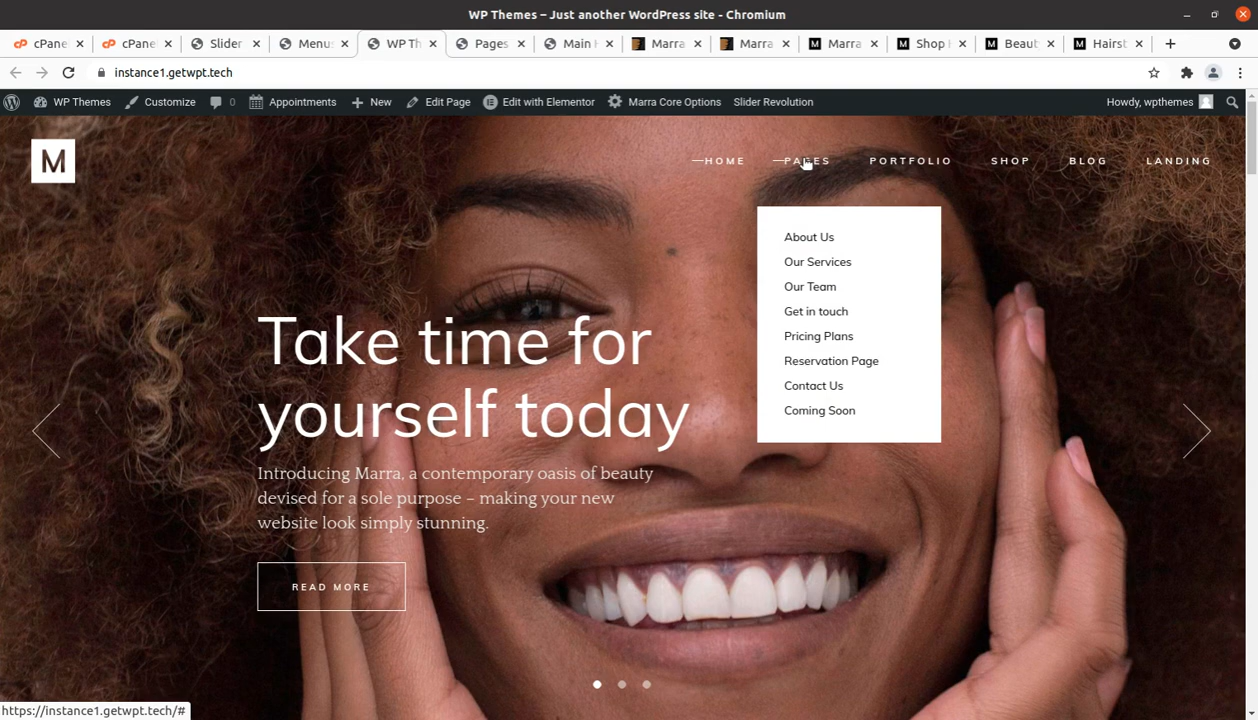 WP Themes – Just another WordPress site - Chromium
cPane
cPanel
Slider
Menus
WP Th
Pages
Main H
Marra
Marra
Marra
Shop
Beaut
Hairst
instance1.getwpt.tech
WP Themes
Customize
0
Appointments
New
Edit Page
Edit with Elementor
Marra Core Options
Slider Revolution
Howdy, wpthemes
M
HOME
PAGES
PORTFOLIO
SHOP
BLOG
LANDING
About Us
Our Services
Our Team
Get in touch
Pricing Plans
Reservation Page
Contact Us
Coming Soon
Take time for
yourself today
Introducing Marra, a contemporary oasis of beauty
devised for a sole purpose – making your new
website look simply stunning.
READ MORE
https://instance1.getwpt.tech/#